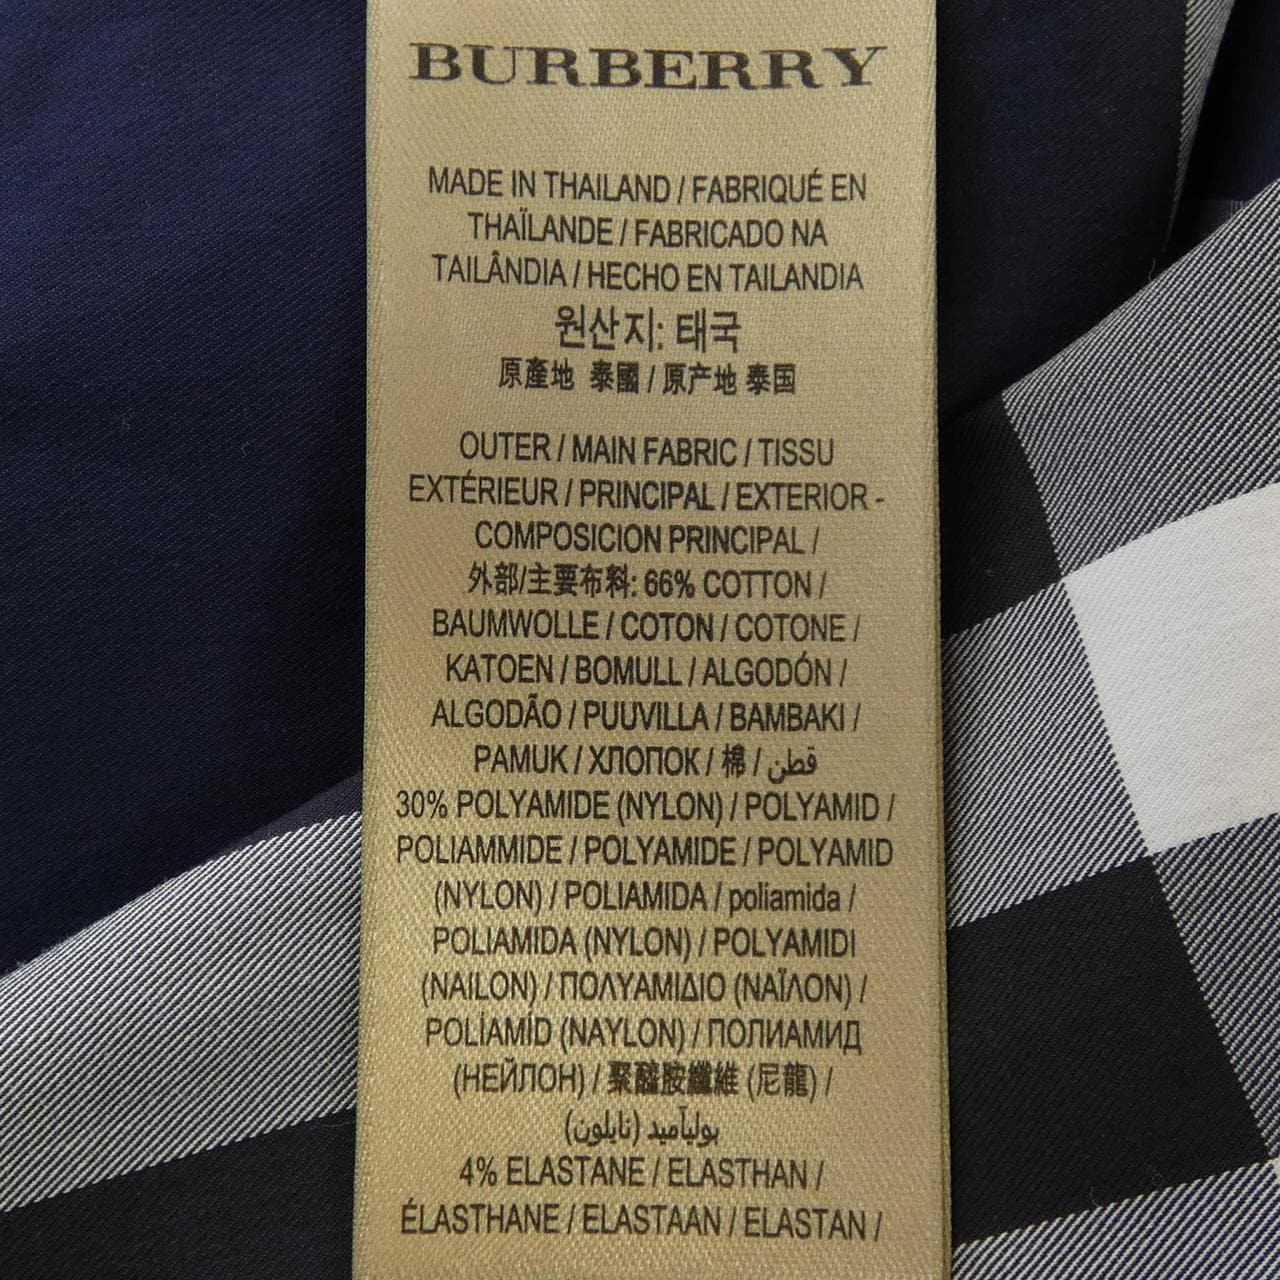 BURBERRY
MADE IN THAILAND / FABRIQUÉ EN
THAÏLANDE / FABRICADO NA
TAILÂNDIA / HECHO EN TAILANDIA
원산지: 태국
原產地 泰國 / 原产地 泰国
OUTER / MAIN FABRIC / TISSU
EXTÉRIEUR / PRINCIPAL / EXTERIOR -
COMPOSICION PRINCIPAL /
外部/主要布料: 66% COTTON /
BAUMWOLLE / COTON / COTONE /
KATOEN / BOMULL / ALGODÓN /
ALGODÃO / PUUVILLA / BAMBAKI /
PAMUK / ХЛОПОК / 棉 / قطن
30% POLYAMIDE (NYLON) / POLYAMID /
POLIAMMIDE / POLYAMIDE / POLYAMID
(NYLON) / POLIAMIDA / poliamida /
POLIAMIDA (NYLON) / POLYAMIDI
(NAILON) / ΠΟΛΥΑΜΙΔΙΟ (ΝΑΪΛΟΝ) /
POLİAMİD (NAYLON) / ПОЛИАМИД
(НЕЙЛОН) / 聚醯胺纖維 (尼龍) /
بولیآمید (نایلون)
4% ELASTANE / ELASTHAN /
ÉLASTHANE / ELASTAAN / ELASTAN /